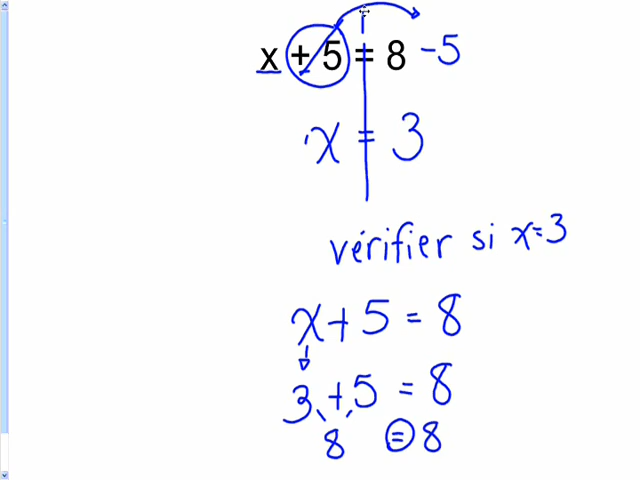 x + 5 = 8 -5
x = 3
vérifier si x=3
x + 5 = 8
3 + 5 = 8
8 = 8